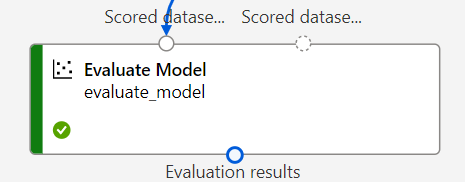 Scored datase... Scored datase...
Evaluate Model
evaluate_model
Evaluation results